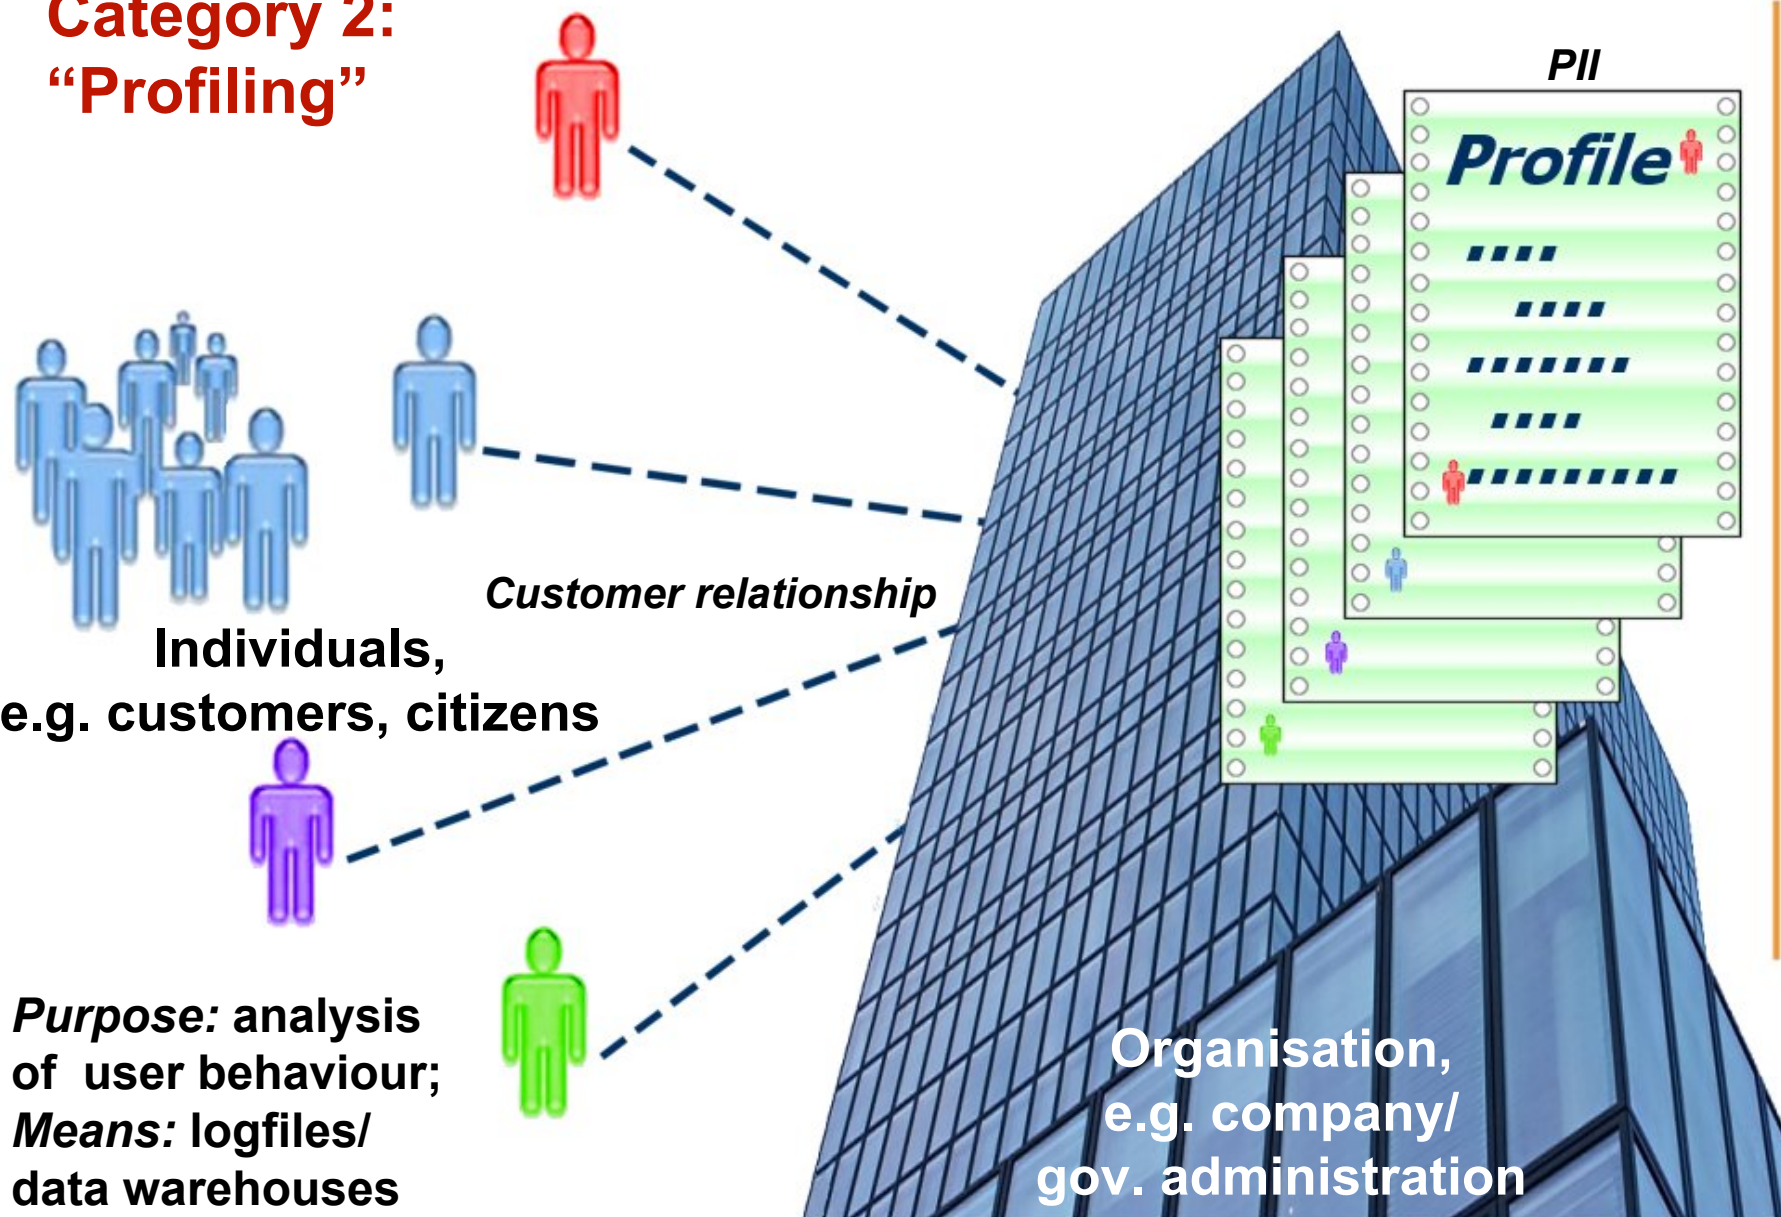 Category 2:
“Profiling”
PII
Profile
Customer relationship
Individuals,
e.g. customers, citizens
Purpose: analysis
of user behaviour;
Means: logfiles/
data warehouses
Organisation,
e.g. company/
gov. administration